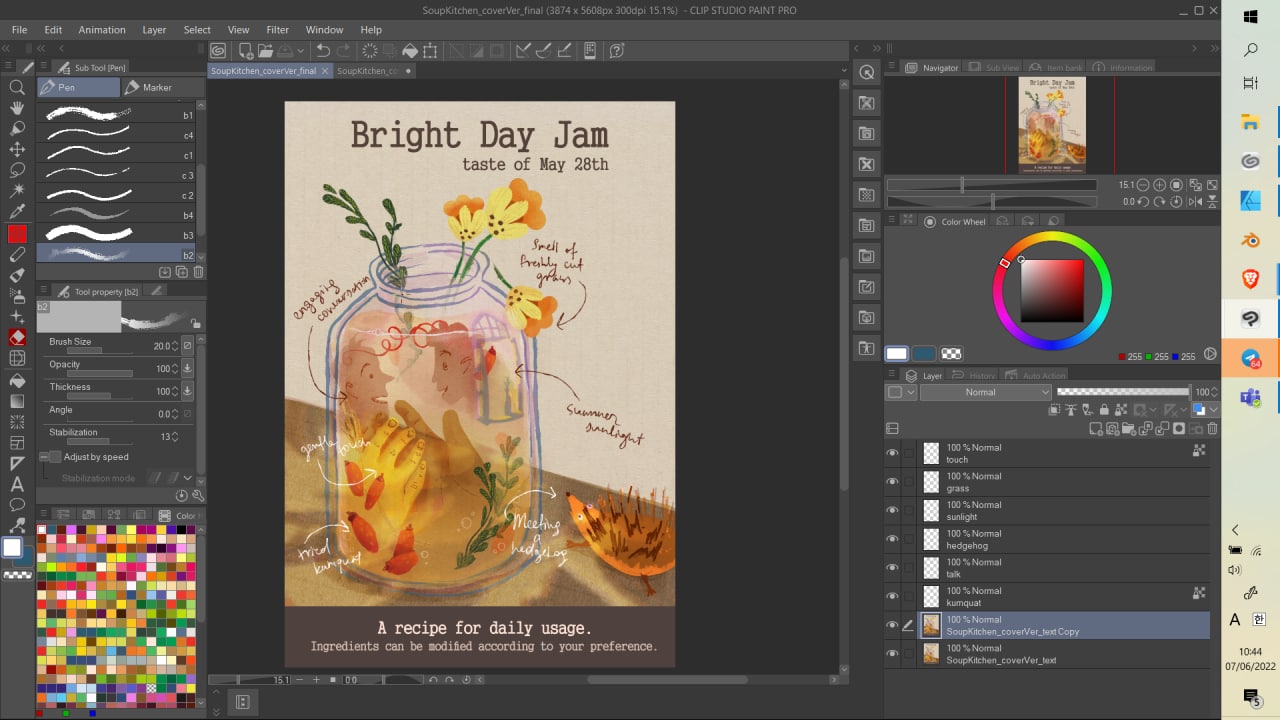 SoupKitchen_coverVer_final (3874 x 5608px 300dpi 15.1%) - CLIP STUDIO PAINT PRO
File Edit Animation Layer Select View Filter Window Help
Sub Tool [Pen]
Pen
Marker
b1
c4
c1
c 3
c 2
b4
b3
b2
Tool property [b2]
b2
Brush Size 20.0
Opacity 100
Thickness 100
Angle 0.0
Stabilization 13
Adjust by speed
Stabilization mode
Color
SoupKitchen_coverVer_final
SoupKitchen_co
Bright Day Jam
taste of May 28th
smell of
freshly cut
grass
engaging
conversation
summer
sunlight
gentle
touch
Meeting
a
hedgehog
dried
kumquat
A recipe for daily usage.
Ingredients can be modified according to your preference.
15.1
0.0
Navigator
Sub View
Item bank
Information
15.1
0.0
Color Wheel
255 255 255
Layer
History
Auto Action
Normal
100
100 % Normal
touch
100 % Normal
grass
100 % Normal
sunlight
100 % Normal
hedgehog
100 % Normal
talk
100 % Normal
kumquat
100 % Normal
SoupKitchen_coverVer_text Copy
100 % Normal
SoupKitchen_coverVer_text
64
A 한
10:44
07/06/2022
5